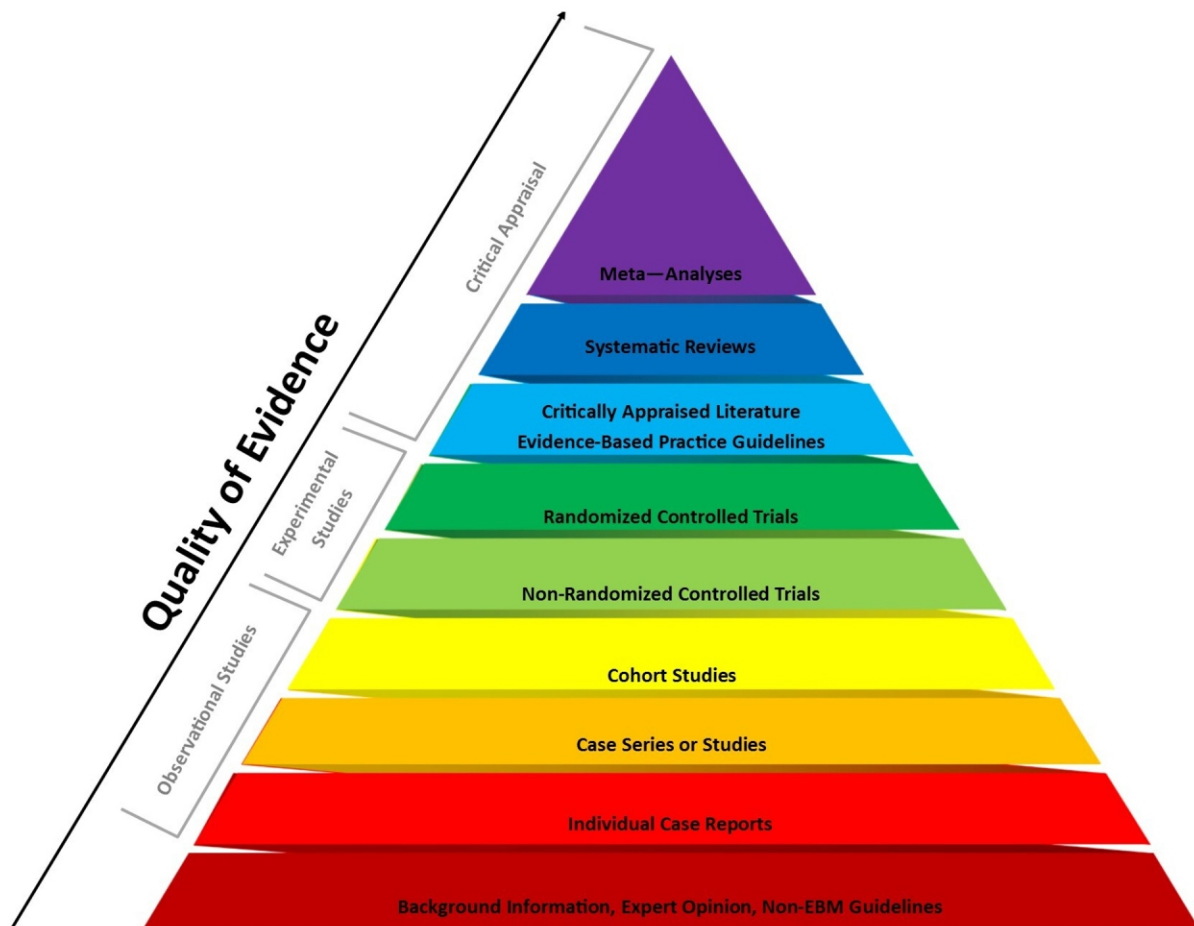 Quality of Evidence
Critical Appraisal
Experimental
Studies
Observational Studies
Meta—Analyses
Systematic Reviews
Critically Appraised Literature
Evidence-Based Practice Guidelines
Randomized Controlled Trials
Non-Randomized Controlled Trials
Cohort Studies
Case Series or Studies
Individual Case Reports
Background Information, Expert Opinion, Non-EBM Guidelines